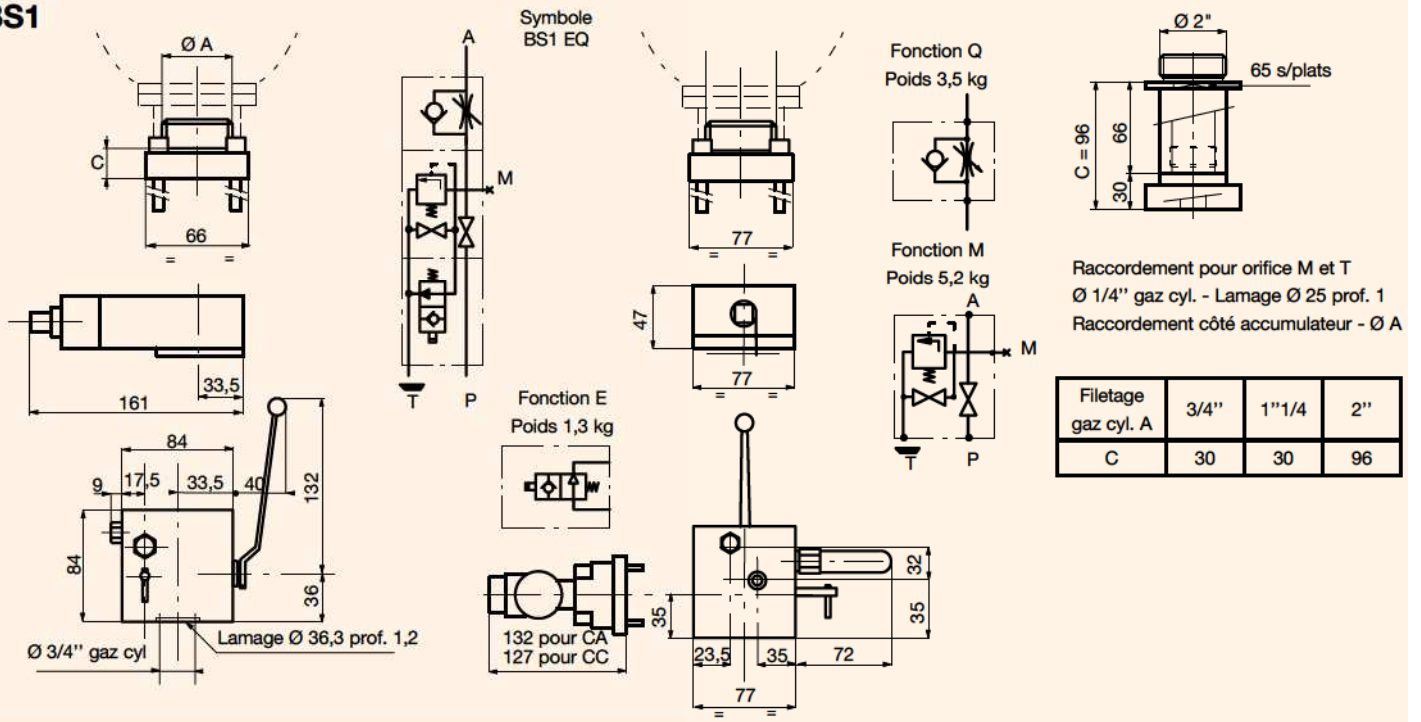 BS1
Symbole
BS1 EQ
Ø A
C
66
= =
161
33,5
84
9
17,5
33,5
40
132
84
36
Ø 3/4'' gaz cyl
Lamage Ø 36,3 prof. 1,2
A
M
T
P
Fonction E
Poids 1,3 kg
132 pour CA
127 pour CC
77
= =
47
77
= =
32
35
35
23,5
35
72
77
= =
Fonction Q
Poids 3,5 kg
Fonction M
Poids 5,2 kg
A
M
T
P
Ø 2"
65 s/plats
C = 96
66
30
Raccordement pour orifice M et T
Ø 1/4'' gaz cyl. - Lamage Ø 25 prof. 1
Raccordement côté accumulateur - Ø A
Filetage
gaz cyl. A
3/4'' 1''1/4 2''
C 30 30 96